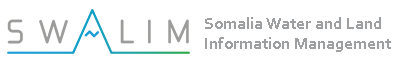 SWALIM
Somalia Water and Land
Information Management